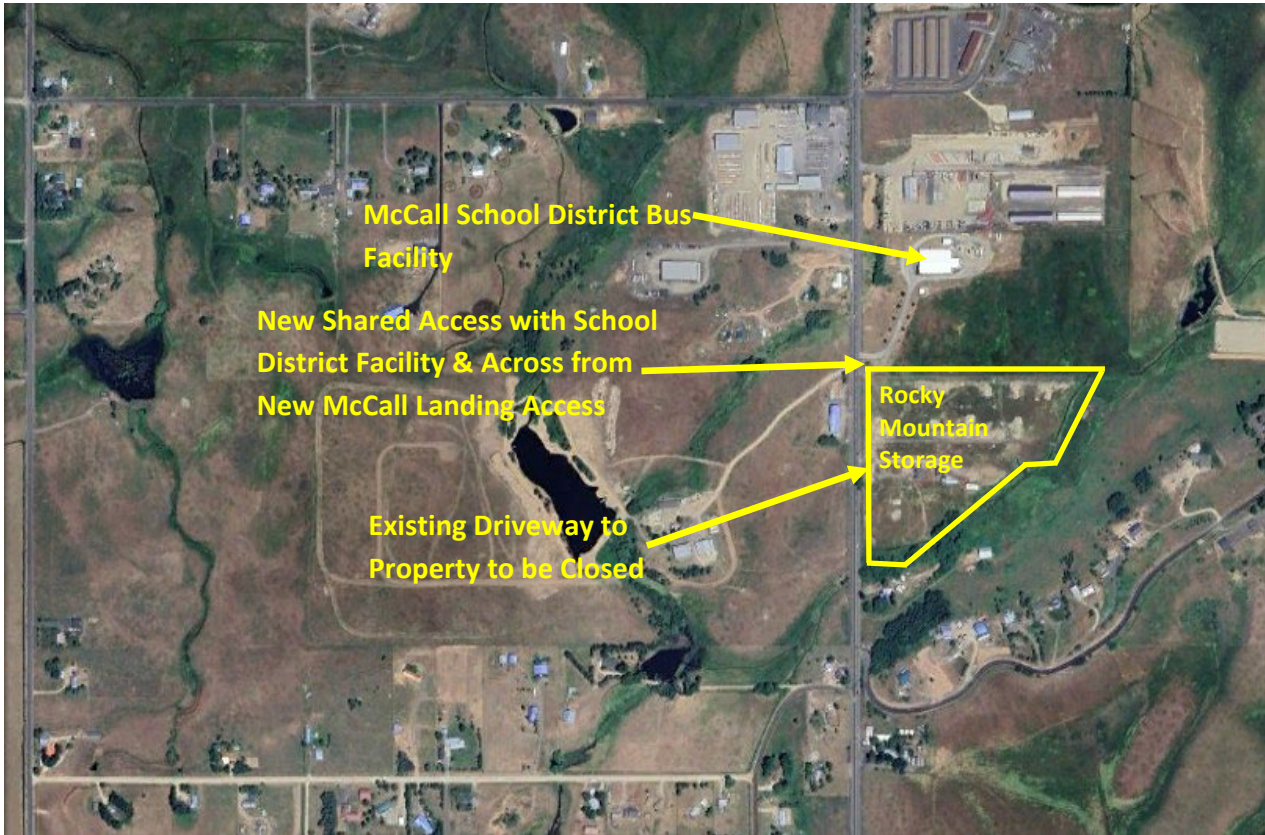 McCall School District Bus
Facility
New Shared Access with School
District Facility & Across from
New McCall Landing Access
Rocky
Mountain
Storage
Existing Driveway to
Property to be Closed